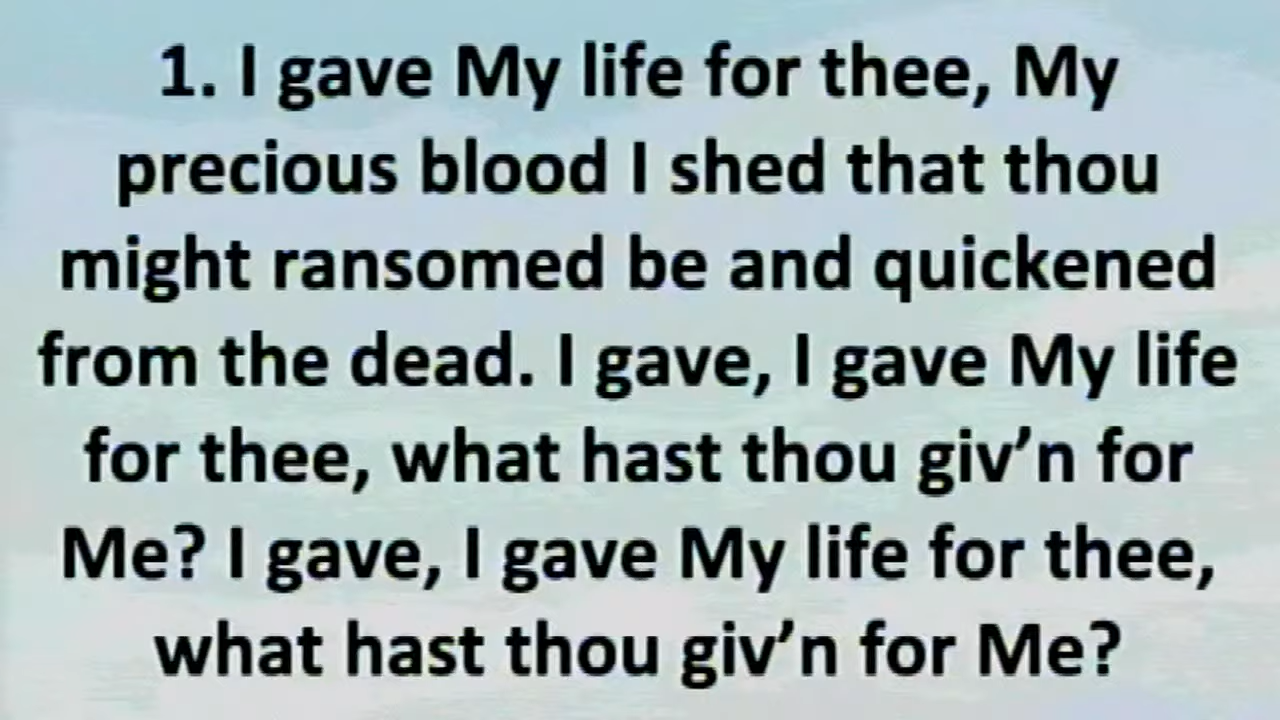 1. I gave My life for thee, My
precious blood I shed that thou
might ransomed be and quickened
from the dead. I gave, I gave My life
for thee, what hast thou giv’n for
Me? I gave, I gave My life for thee,
what hast thou giv’n for Me?